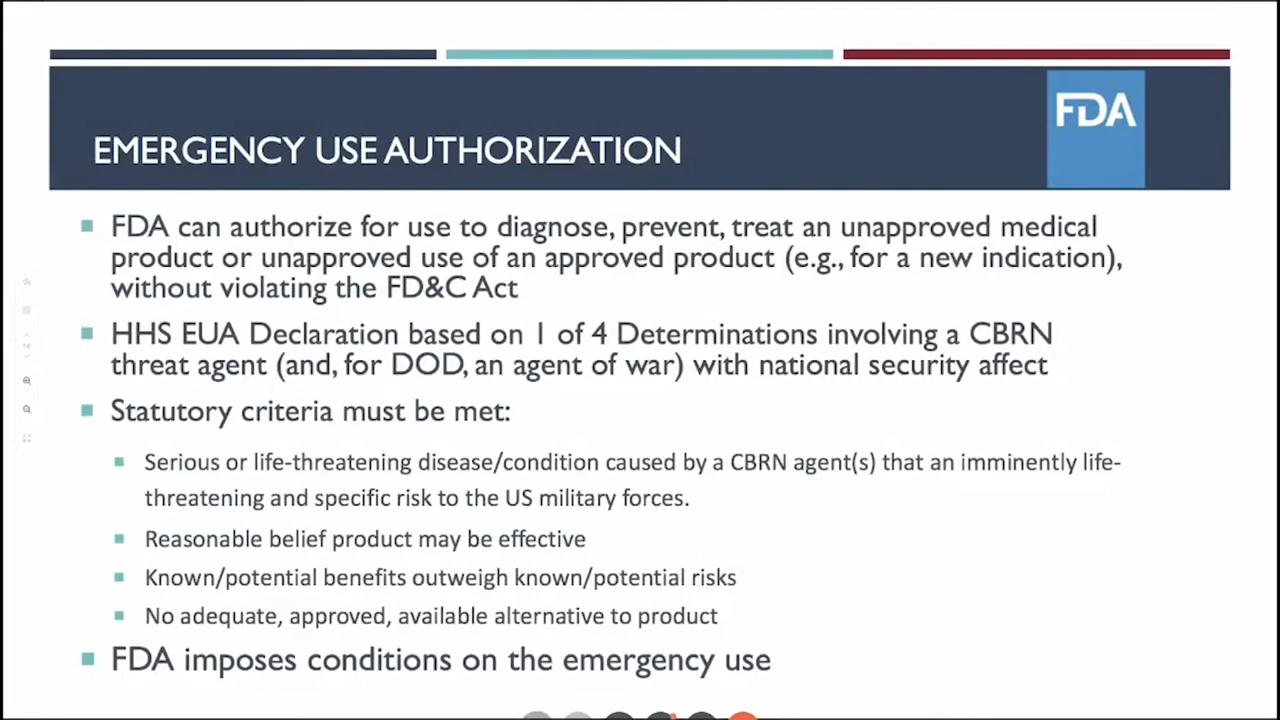 FDA
EMERGENCY USE AUTHORIZATION
FDA can authorize for use to diagnose, prevent, treat an unapproved medical
product or unapproved use of an approved product (e.g., for a new indication),
without violating the FD&C Act
HHS EUA Declaration based on 1 of 4 Determinations involving a CBRN
threat agent (and, for DOD, an agent of war) with national security affect
Statutory criteria must be met:
Serious or life-threatening disease/condition caused by a CBRN agent(s) that an imminently life-
threatening and specific risk to the US military forces.
Reasonable belief product may be effective
Known/potential benefits outweigh known/potential risks
No adequate, approved, available alternative to product
FDA imposes conditions on the emergency use